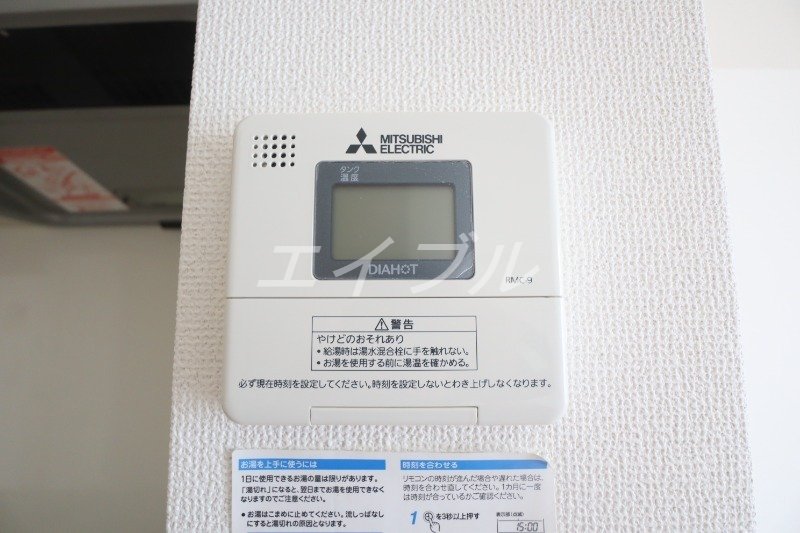 MITSUBISHI
ELECTRIC
タンク
温度
DIAHOT
RMC-9
エイブル
警告
やけどのおそれあり
・給湯時は湯水混合栓に手を触れない。
・お湯を使用する前に湯温を確かめる。
必ず現在時刻を設定してください。時刻を設定しないとわき上げしなくなります。
お湯を上手に使うには
1日に使用できるお湯の量は限りがあります。
「湯切れ」になると、翌日までお湯を使用できなく
なりますのでご注意ください。
・お湯はこまめに止めてください。流しっぱなし
にすると湯切れの原因となります。
時刻を合わせる
リモコンの時刻が進んだ場合や遅れた場合は、
時刻を合わせ直してください。1カ月に一度
は時刻が合っているかご確認ください。
1 を3秒以上押す
表示部(点滅)
15:00